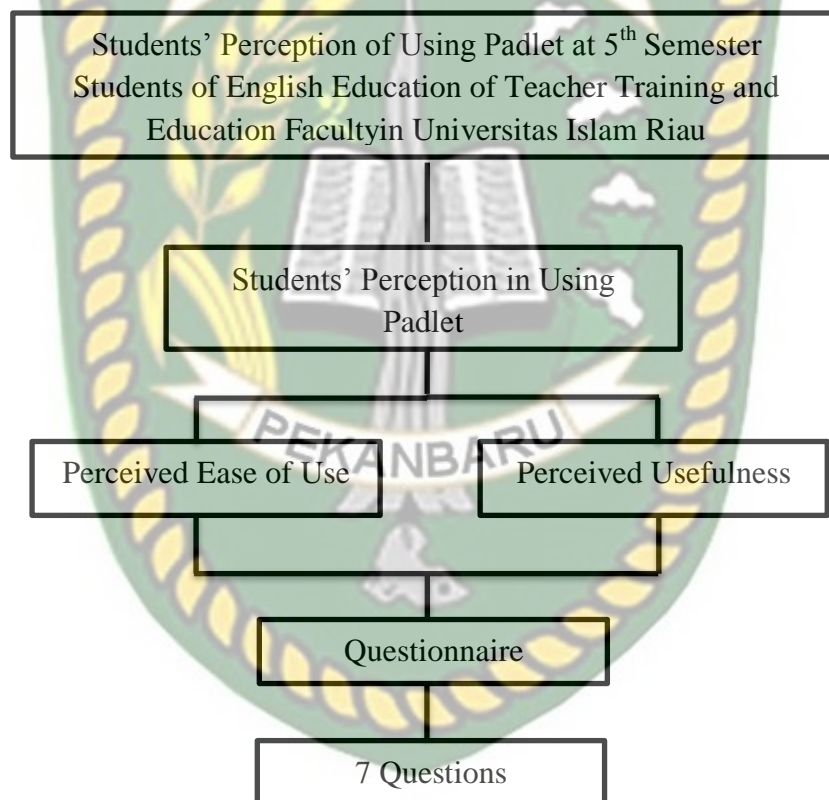 Students’ Perception of Using Padlet at 5th Semester
Students of English Education of Teacher Training and
Education Facultyin Universitas Islam Riau
Students’ Perception in Using
Padlet
PEKANBARU
Perceived Ease of Use
Perceived Usefulness
Questionnaire
7 Questions